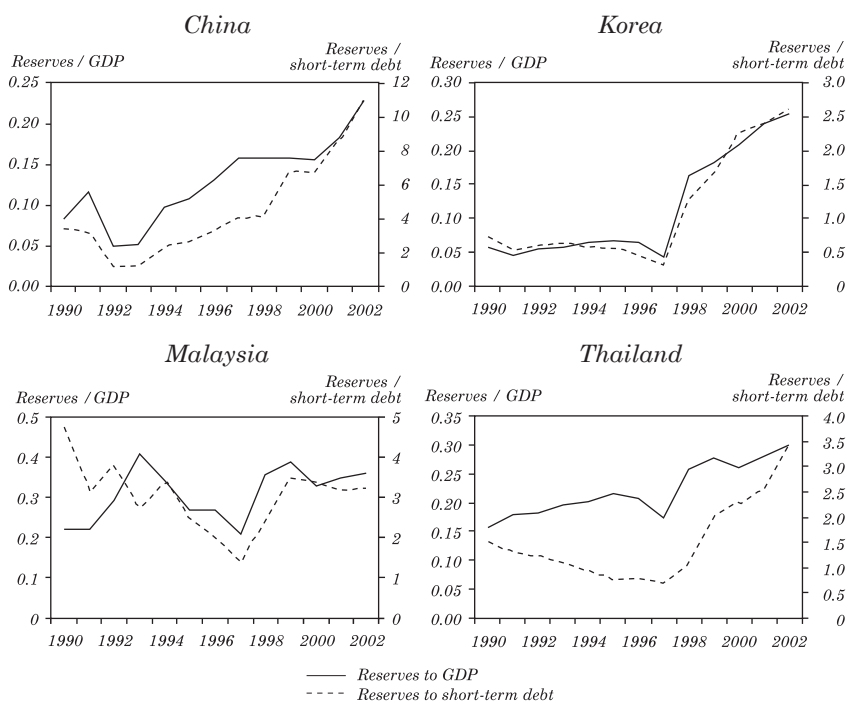 China
Reserves / GDP
Reserves /
short-term debt
0.25
0.20
0.15
0.10
0.05
0.00
12
10
8
6
4
2
0
1990 1992 1994 1996 1998 2000 2002
Korea
Reserves / GDP
Reserves /
short-term debt
0.30
0.25
0.20
0.15
0.10
0.05
0.00
3.0
2.5
2.0
1.5
1.0
0.5
0
1990 1992 1994 1996 1998 2000 2002
Malaysia
Reserves / GDP
Reserves /
short-term debt
0.5
0.4
0.3
0.2
0.1
0
5
4
3
2
1
0
1990 1992 1994 1996 1998 2000 2002
Thailand
Reserves / GDP
Reserves /
short-term debt
0.35
0.30
0.25
0.20
0.15
0.10
0.05
0.00
4.0
3.5
3.0
2.5
2.0
1.5
1.0
0.5
0
1990 1992 1994 1996 1998 2000 2002
Reserves to GDP
Reserves to short-term debt